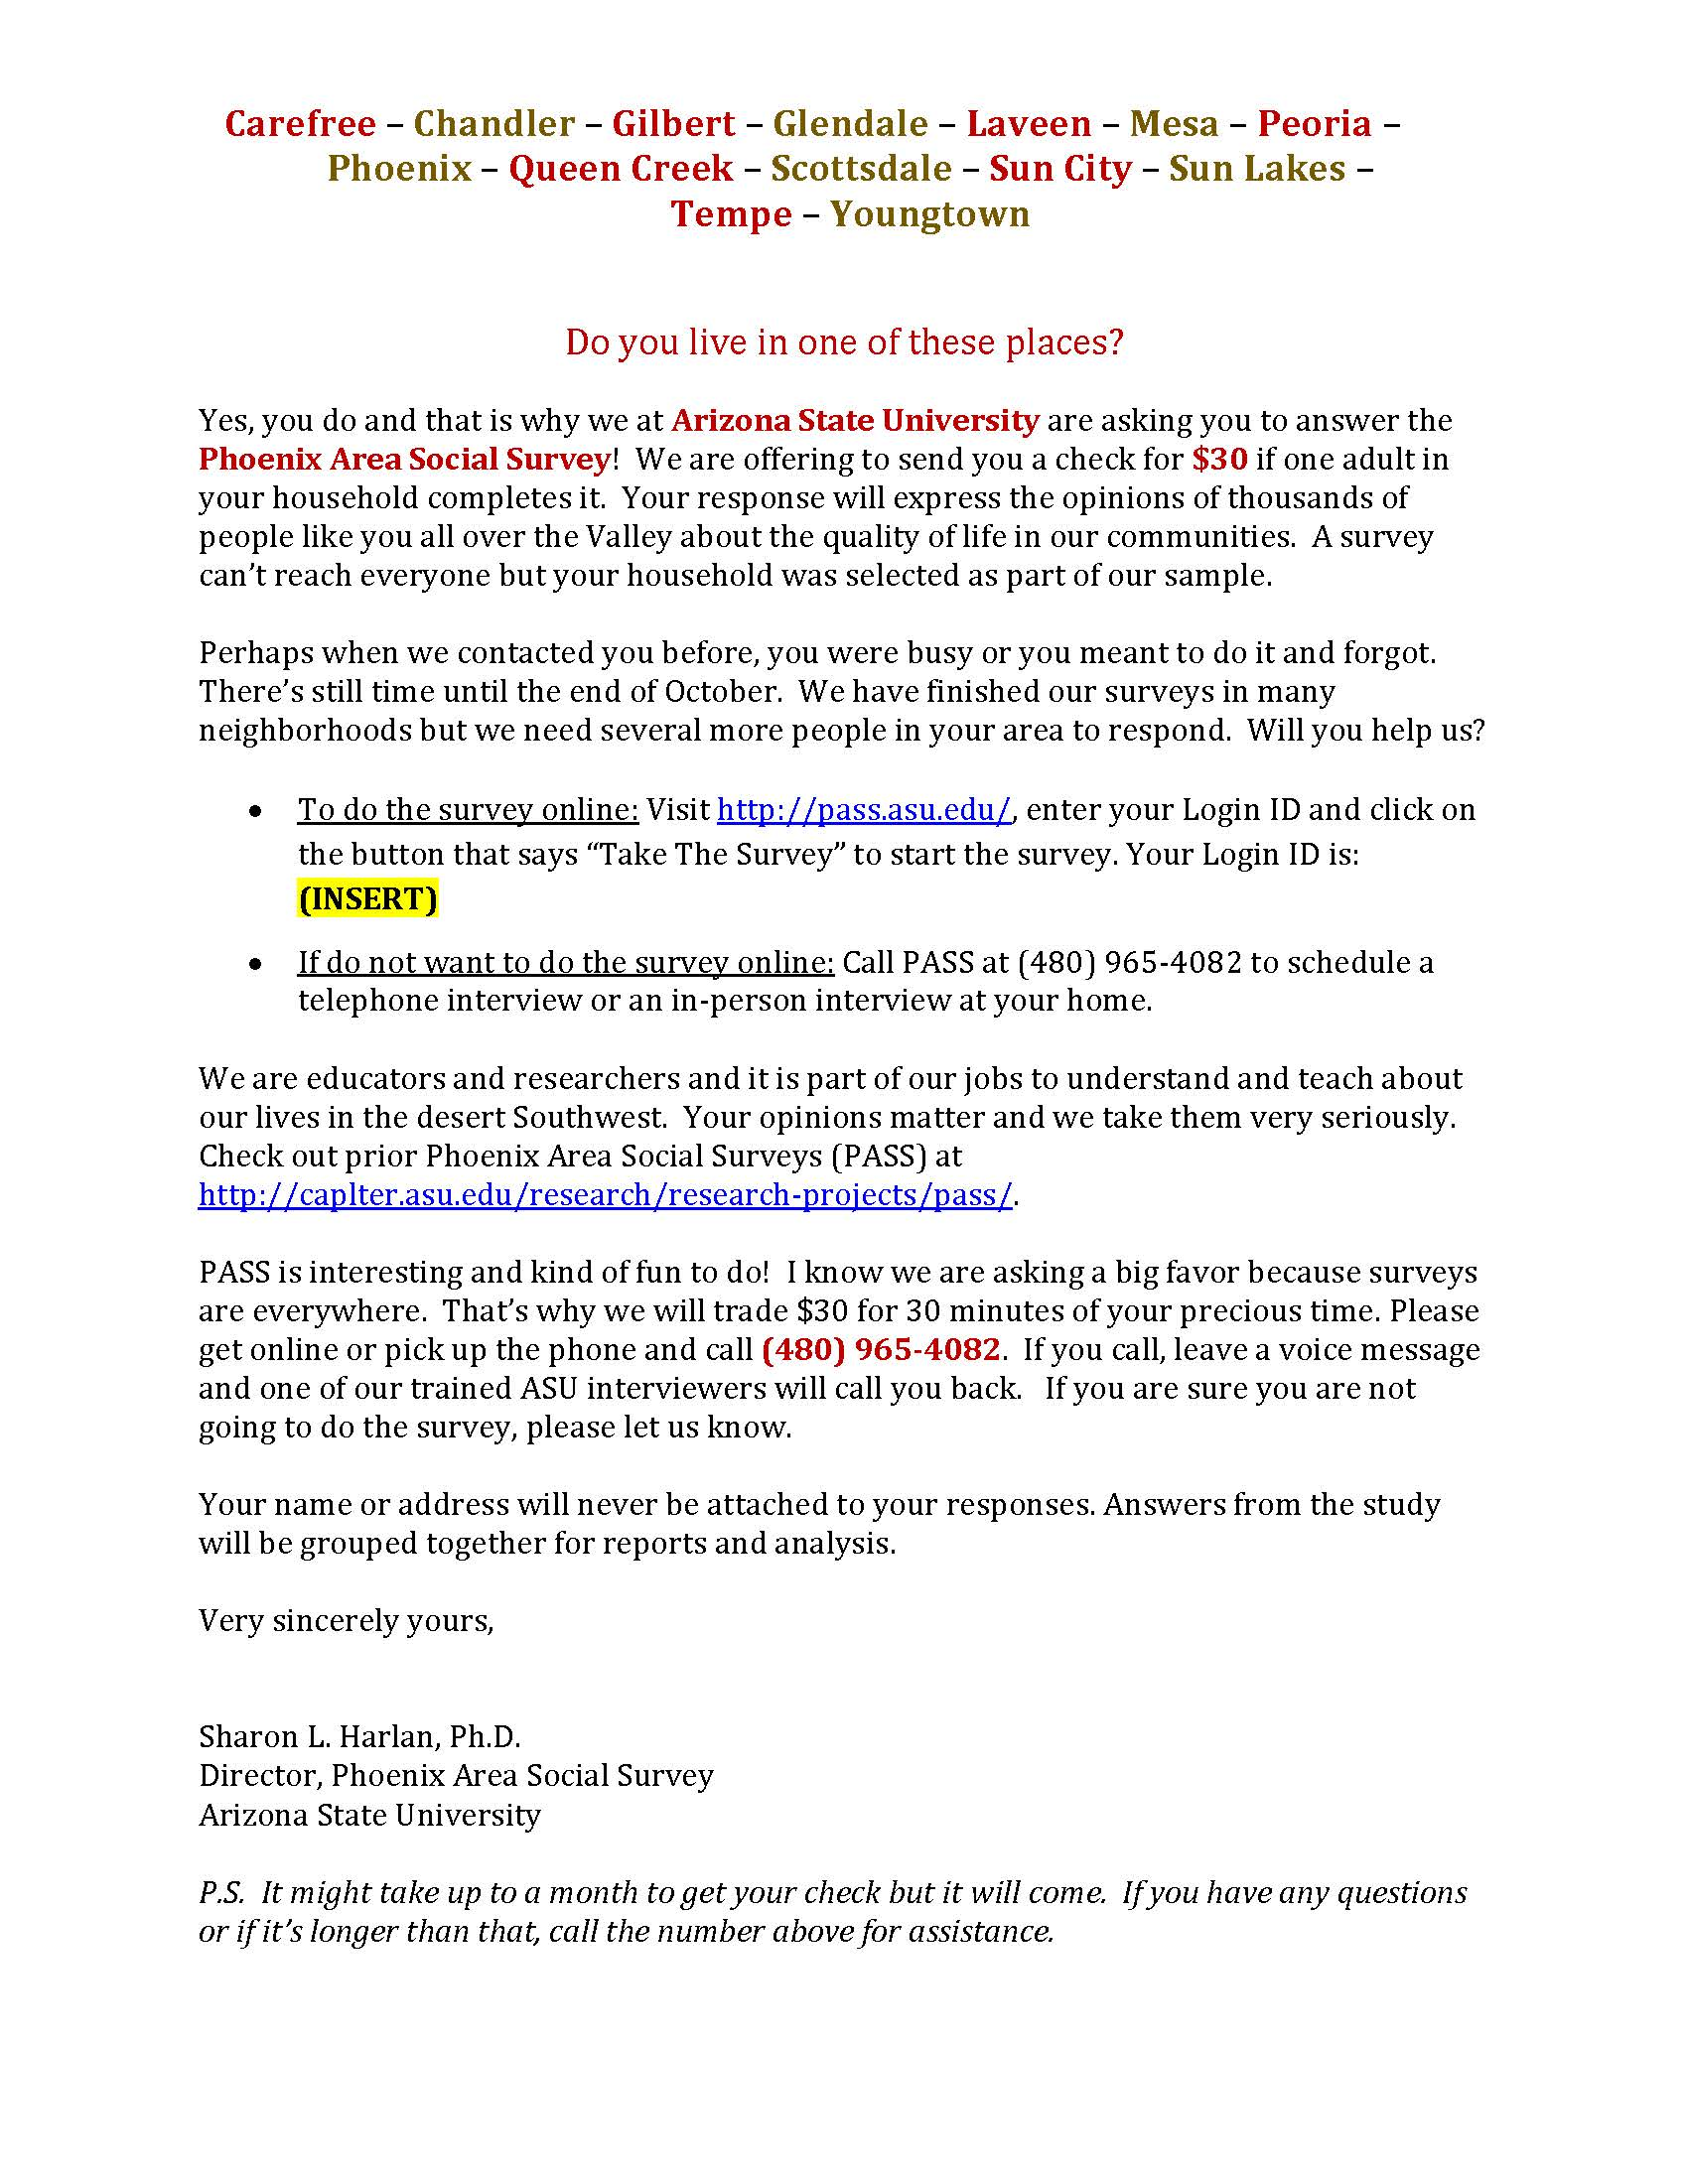 Carefree – Chandler – Gilbert – Glendale – Laveen – Mesa – Peoria –
Phoenix – Queen Creek – Scottsdale – Sun City – Sun Lakes –
Tempe – Youngtown
Do you live in one of these places?
Yes, you do and that is why we at Arizona State University are asking you to answer the
Phoenix Area Social Survey!  We are offering to send you a check for $30 if one adult in
your household completes it.  Your response will express the opinions of thousands of
people like you all over the Valley about the quality of life in our communities.  A survey
can’t reach everyone but your household was selected as part of our sample.
Perhaps when we contacted you before, you were busy or you meant to do it and forgot.
There’s still time until the end of October.  We have finished our surveys in many
neighborhoods but we need several more people in your area to respond.  Will you help us?
• To do the survey online: Visit http://pass.asu.edu/, enter your Login ID and click on
the button that says “Take The Survey” to start the survey. Your Login ID is:
(INSERT)
• If do not want to do the survey online: Call PASS at (480) 965-4082 to schedule a
telephone interview or an in-person interview at your home.
We are educators and researchers and it is part of our jobs to understand and teach about
our lives in the desert Southwest.  Your opinions matter and we take them very seriously.
Check out prior Phoenix Area Social Surveys (PASS) at
http://caplter.asu.edu/research/research-projects/pass/.
PASS is interesting and kind of fun to do!  I know we are asking a big favor because surveys
are everywhere.  That’s why we will trade $30 for 30 minutes of your precious time. Please
get online or pick up the phone and call (480) 965-4082.  If you call, leave a voice message
and one of our trained ASU interviewers will call you back.   If you are sure you are not
going to do the survey, please let us know.
Your name or address will never be attached to your responses. Answers from the study
will be grouped together for reports and analysis.
Very sincerely yours,
Sharon L. Harlan, Ph.D.
Director, Phoenix Area Social Survey
Arizona State University
P.S.  It might take up to a month to get your check but it will come.  If you have any questions
or if it’s longer than that, call the number above for assistance.